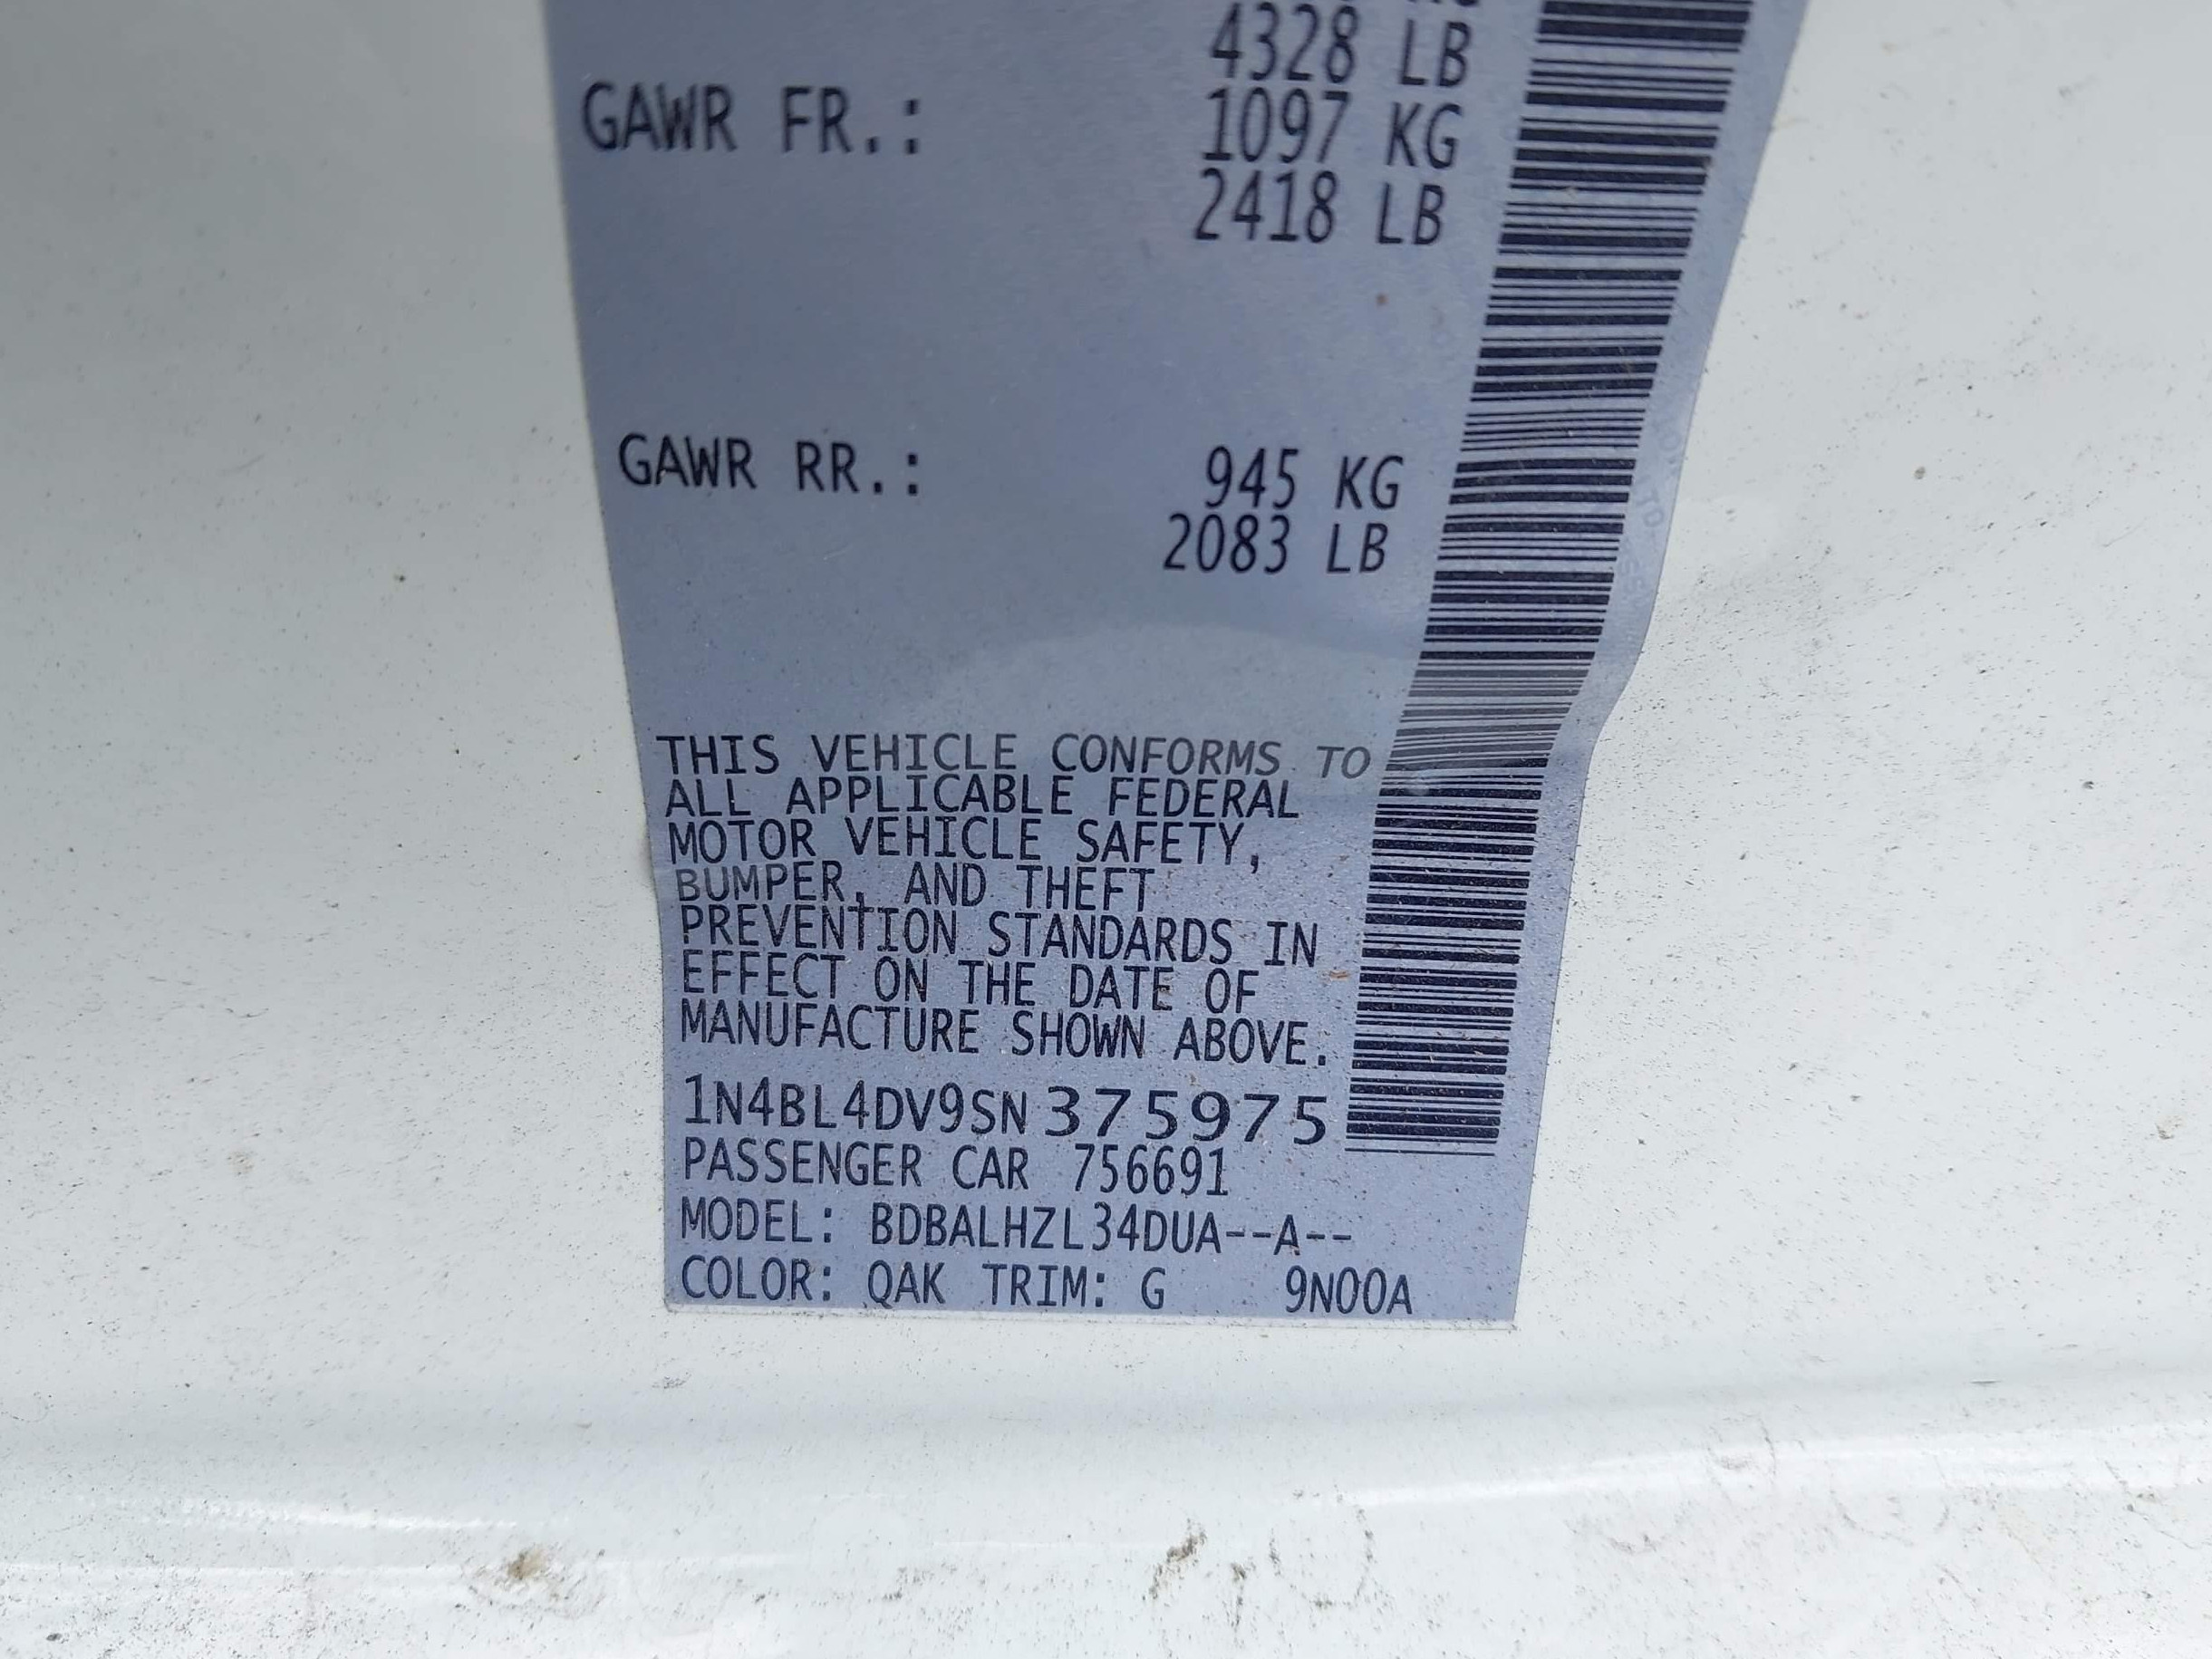 4328 LB
GAWR FR.: 1097 KG
2418 LB
GAWR RR.: 945 KG
2083 LB
THIS VEHICLE CONFORMS TO
ALL APPLICABLE FEDERAL
MOTOR VEHICLE SAFETY,
BUMPER, AND THEFT
PREVENTION STANDARDS IN
EFFECT ON THE DATE OF
MANUFACTURE SHOWN ABOVE.
1N4BL4DV9SN375975
PASSENGER CAR 756691
MODEL: BDBALHZL34DUA--A--
COLOR: QAK TRIM: G 9N00A